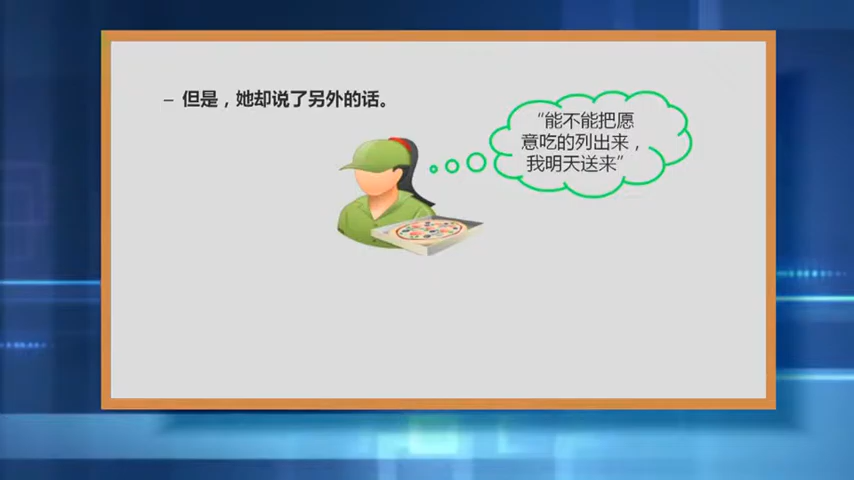 – 但是，她却说了另外的话。
“能不能把愿
意吃的列出来，
我明天送来”